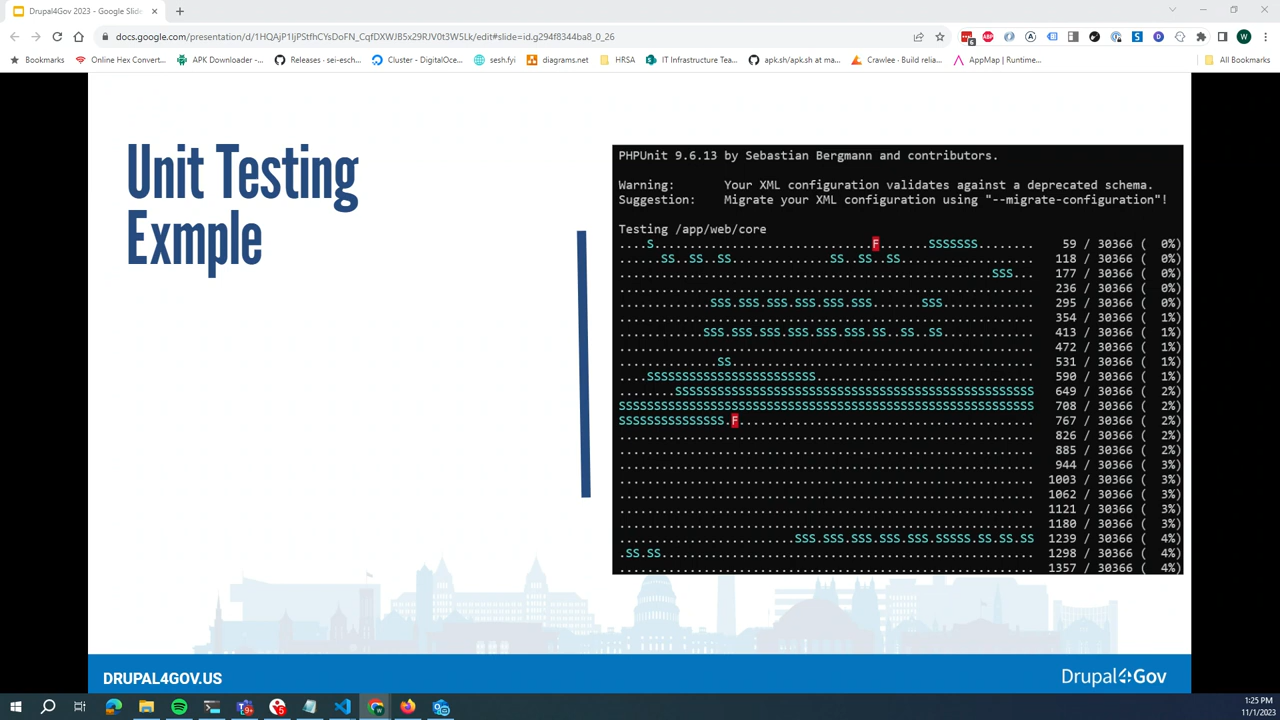 Drupal4Gov 2023 - Google Slide
docs.google.com/presentation/d/1HQAjP1IjPStfhCYsDoFN_CqfDXWJB5x29RJV0t3W5Lk/edit#slide=id.g294f8344ba8_0_26
Bookmarks
Online Hex Convert...
APK Downloader -...
Releases · sei-esch...
Cluster - DigitalOce...
sesh.fyi
diagrams.net
HRSA
IT Infrastructure Tea...
apk.sh/apk.sh at ma...
Crawlee · Build relia...
AppMap | Runtime...
All Bookmarks
Unit Testing
Exmple
PHPUnit 9.6.13 by Sebastian Bergmann and contributors.
Warning: Your XML configuration validates against a deprecated schema.
Suggestion: Migrate your XML configuration using "--migrate-configuration"!
Testing /app/web/core
....S...............................F.......SSSSSSS........ 59 / 30366 ( 0%)
......SS..SS..SS..............SS..SS..SS................... 118 / 30366 ( 0%)
.....................................................SSS... 177 / 30366 ( 0%)
........................................................... 236 / 30366 ( 0%)
.............SSS.SSS.SSS.SSS.SSS.SSS.......SSS............. 295 / 30366 ( 0%)
........................................................... 354 / 30366 ( 1%)
............SSS.SSS.SSS.SSS.SSS.SSS.SS..SS..SS............. 413 / 30366 ( 1%)
........................................................... 472 / 30366 ( 1%)
..............SS........................................... 531 / 30366 ( 1%)
....SSSSSSSSSSSSSSSSSSSSSSSS............................... 590 / 30366 ( 1%)
........SSSSSSSSSSSSSSSSSSSSSSSSSSSSSSSSSSSSSSSSSSSSSSSSSSS 649 / 30366 ( 2%)
SSSSSSSSSSSSSSSSSSSSSSSSSSSSSSSSSSSSSSSSSSSSSSSSSSSSSSSSSSS 708 / 30366 ( 2%)
SSSSSSSSSSSSSSS.F.......................................... 767 / 30366 ( 2%)
........................................................... 826 / 30366 ( 2%)
........................................................... 885 / 30366 ( 2%)
........................................................... 944 / 30366 ( 3%)
........................................................... 1003 / 30366 ( 3%)
........................................................... 1062 / 30366 ( 3%)
........................................................... 1121 / 30366 ( 3%)
........................................................... 1180 / 30366 ( 3%)
.........................SSS.SSS.SSS.SSS.SSS.SSSSS.SS.SS.SS 1239 / 30366 ( 4%)
.SS.SS..................................................... 1298 / 30366 ( 4%)
........................................................... 1357 / 30366 ( 4%)
DRUPAL4GOV.US
Drupal4Gov
1:25 PM
11/1/2023